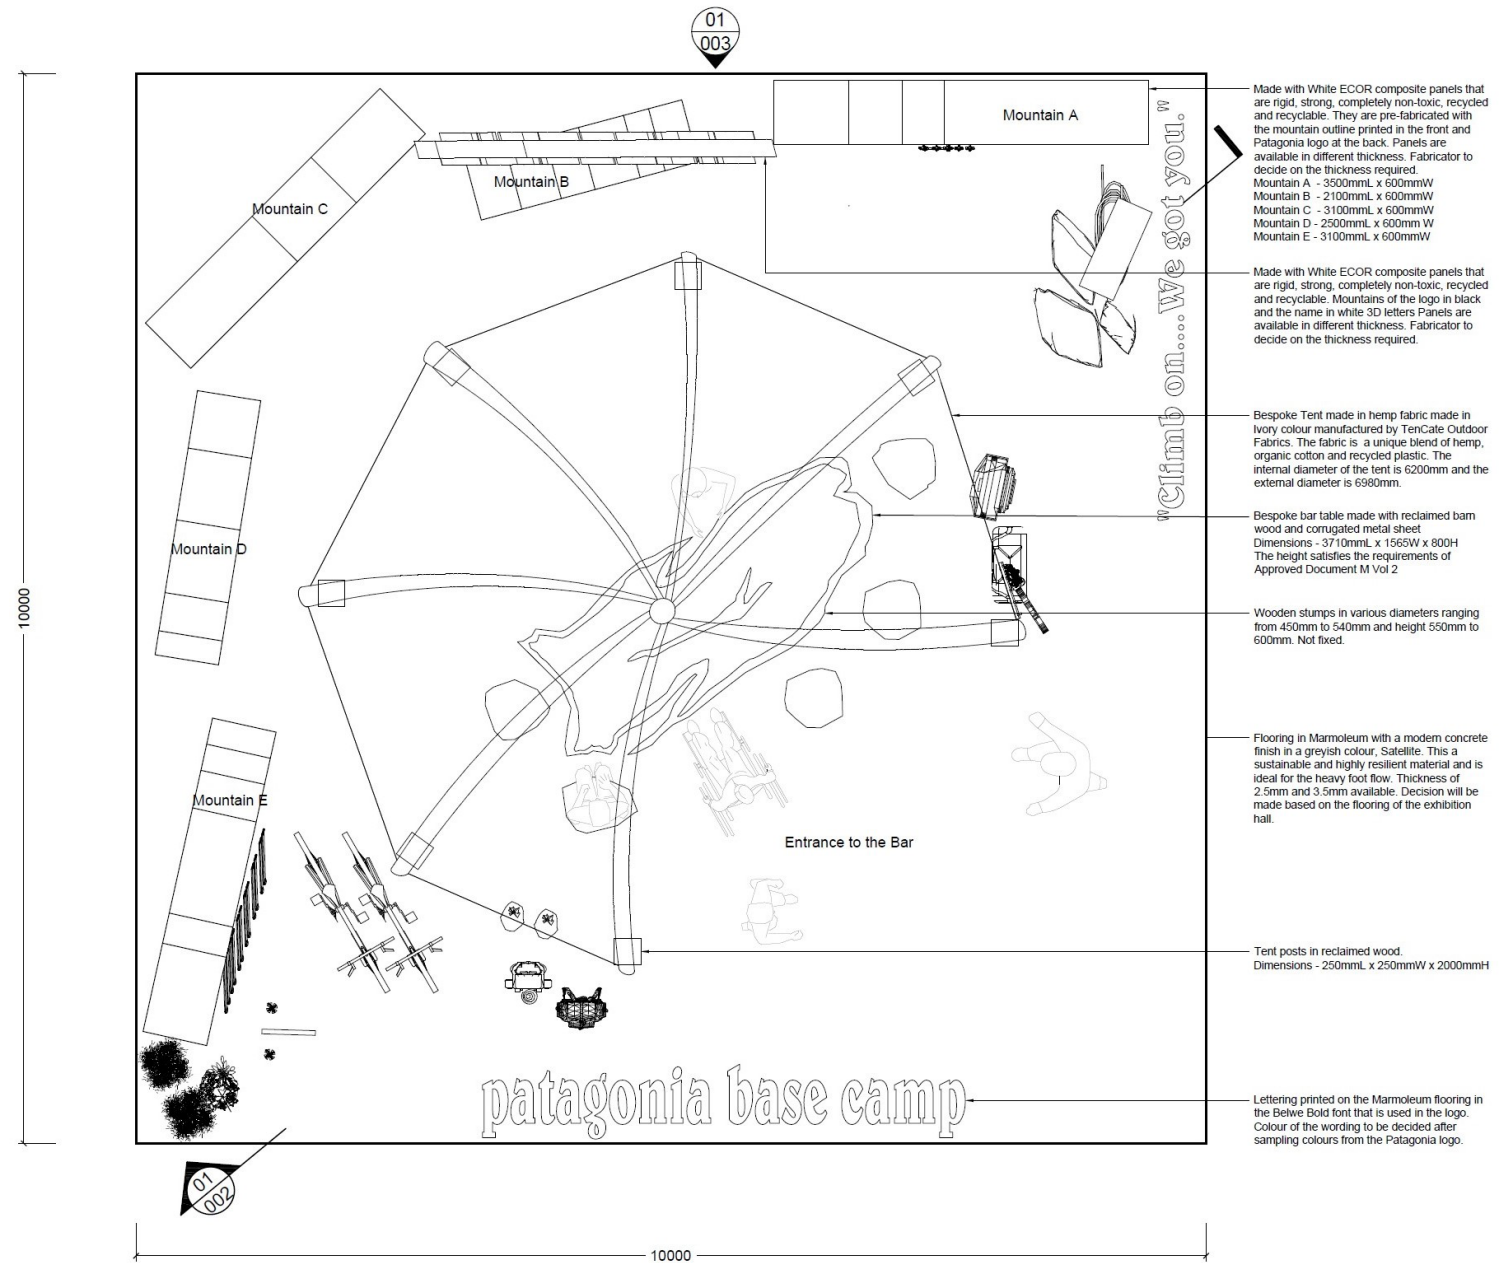 01
003
Mountain A
Mountain B
Mountain C
Mountain D
Mountain E
"Climb on....We got you."
Entrance to the Bar
patagonia base camp
10000
10000
01
002
Made with White ECOR composite panels that
are rigid, strong, completely non-toxic, recycled
and recyclable. They are pre-fabricated with
the mountain outline printed in the front and
Patagonia logo at the back. Panels are
available in different thickness. Fabricator to
decide on the thickness required.
Mountain A - 3500mmL x 600mmW
Mountain B - 2100mmL x 600mmW
Mountain C - 3100mmL x 600mmW
Mountain D - 2500mmL x 600mm W
Mountain E - 3100mmL x 600mmW
Made with White ECOR composite panels that
are rigid, strong, completely non-toxic, recycled
and recyclable. Mountains of the logo in black
and the name in white 3D letters Panels are
available in different thickness. Fabricator to
decide on the thickness required.
Bespoke Tent made in hemp fabric made in
Ivory colour manufactured by TenCate Outdoor
Fabrics. The fabric is a unique blend of hemp,
organic cotton and recycled plastic. The
internal diameter of the tent is 6200mm and the
external diameter is 6980mm.
Bespoke bar table made with reclaimed barn
wood and corrugated metal sheet
Dimensions - 3710mmL x 1565W x 800H
The height satisfies the requirements of
Approved Document M Vol 2
Wooden stumps in various diameters ranging
from 450mm to 540mm and height 550mm to
600mm. Not fixed.
Flooring in Marmoleum with a modern concrete
finish in a greyish colour, Satellite. This a
sustainable and highly resilient material and is
ideal for the heavy foot flow. Thickness of
2.5mm and 3.5mm available. Decision will be
made based on the flooring of the exhibition
hall.
Tent posts in reclaimed wood.
Dimensions - 250mmL x 250mmW x 2000mmH
Lettering printed on the Marmoleum flooring in
the Belwe Bold font that is used in the logo.
Colour of the wording to be decided after
sampling colours from the Patagonia logo.